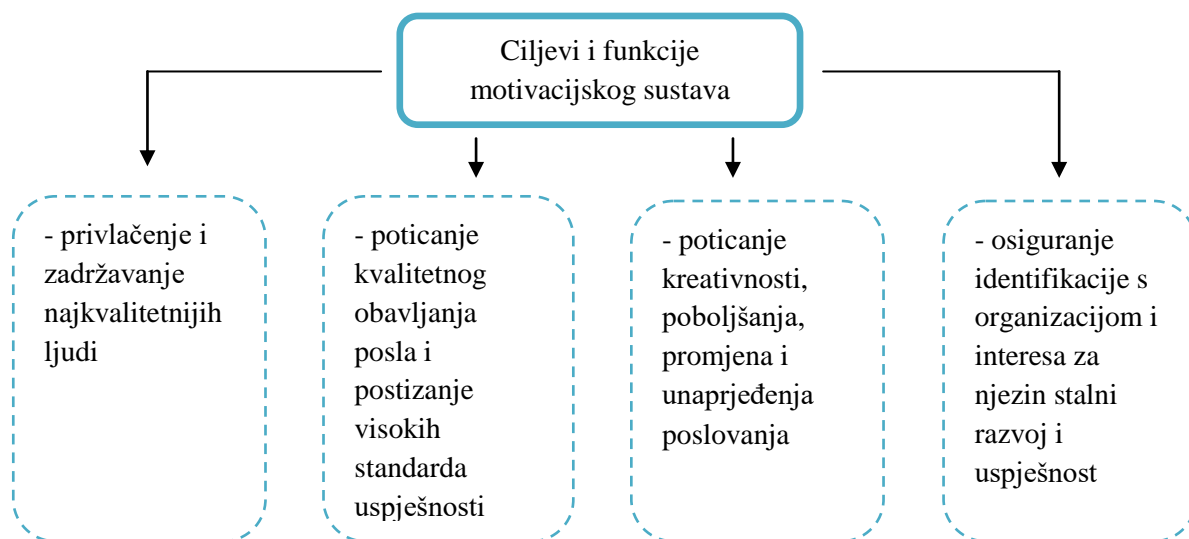 Ciljevi i funkcije
motivacijskog sustava
- privlačenje i
zadržavanje
najkvalitetnijih
ljudi
- poticanje
kvalitetnog
obavljanja
posla i
postizanje
visokih
standarda
uspješnosti
- poticanje
kreativnosti,
poboljšanja,
promjena i
unaprjeđenja
poslovanja
- osiguranje
identifikacije s
organizacijom i
interesa za
njezin stalni
razvoj i
uspješnost